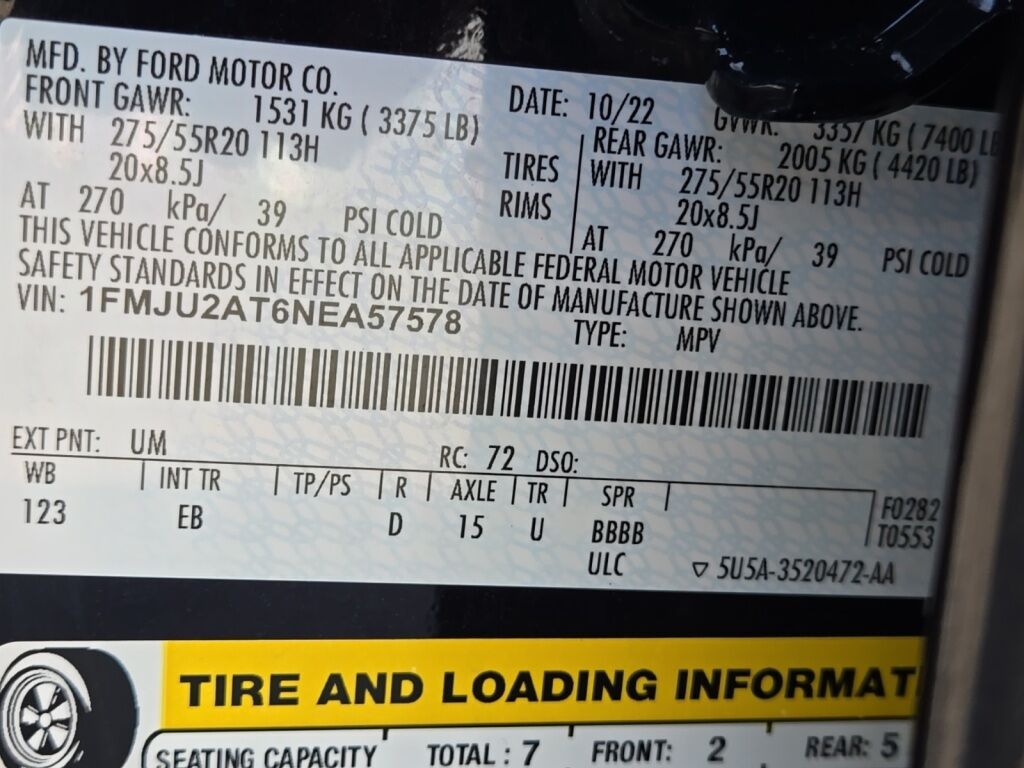 MFD. BY FORD MOTOR CO.
DATE: 10/22 GVWR: 3357 KG ( 7400 LB
FRONT GAWR: 1531 KG ( 3375 LB)
REAR GAWR: 2005 KG ( 4420 LB)
WITH 275/55R20 113H TIRES WITH 275/55R20 113H
20x8.5J RIMS 20x8.5J
AT 270 kPa/ 39 PSI COLD AT 270 kPa/ 39 PSI COLD
THIS VEHICLE CONFORMS TO ALL APPLICABLE FEDERAL MOTOR VEHICLE
SAFETY STANDARDS IN EFFECT ON THE DATE OF MANUFACTURE SHOWN ABOVE.
VIN: 1FMJU2AT6NEA57578
TYPE: MPV
EXT PNT: UM RC: 72 DSO:
WB INT TR TP/PS R AXLE TR SPR
123 EB D 15 U BBBB
ULC
F0282
T0553
▽ 5U5A-3520472-AA
TIRE AND LOADING INFORMAT
SEATING CAPACITY TOTAL : 7 FRONT: 2 REAR: 5